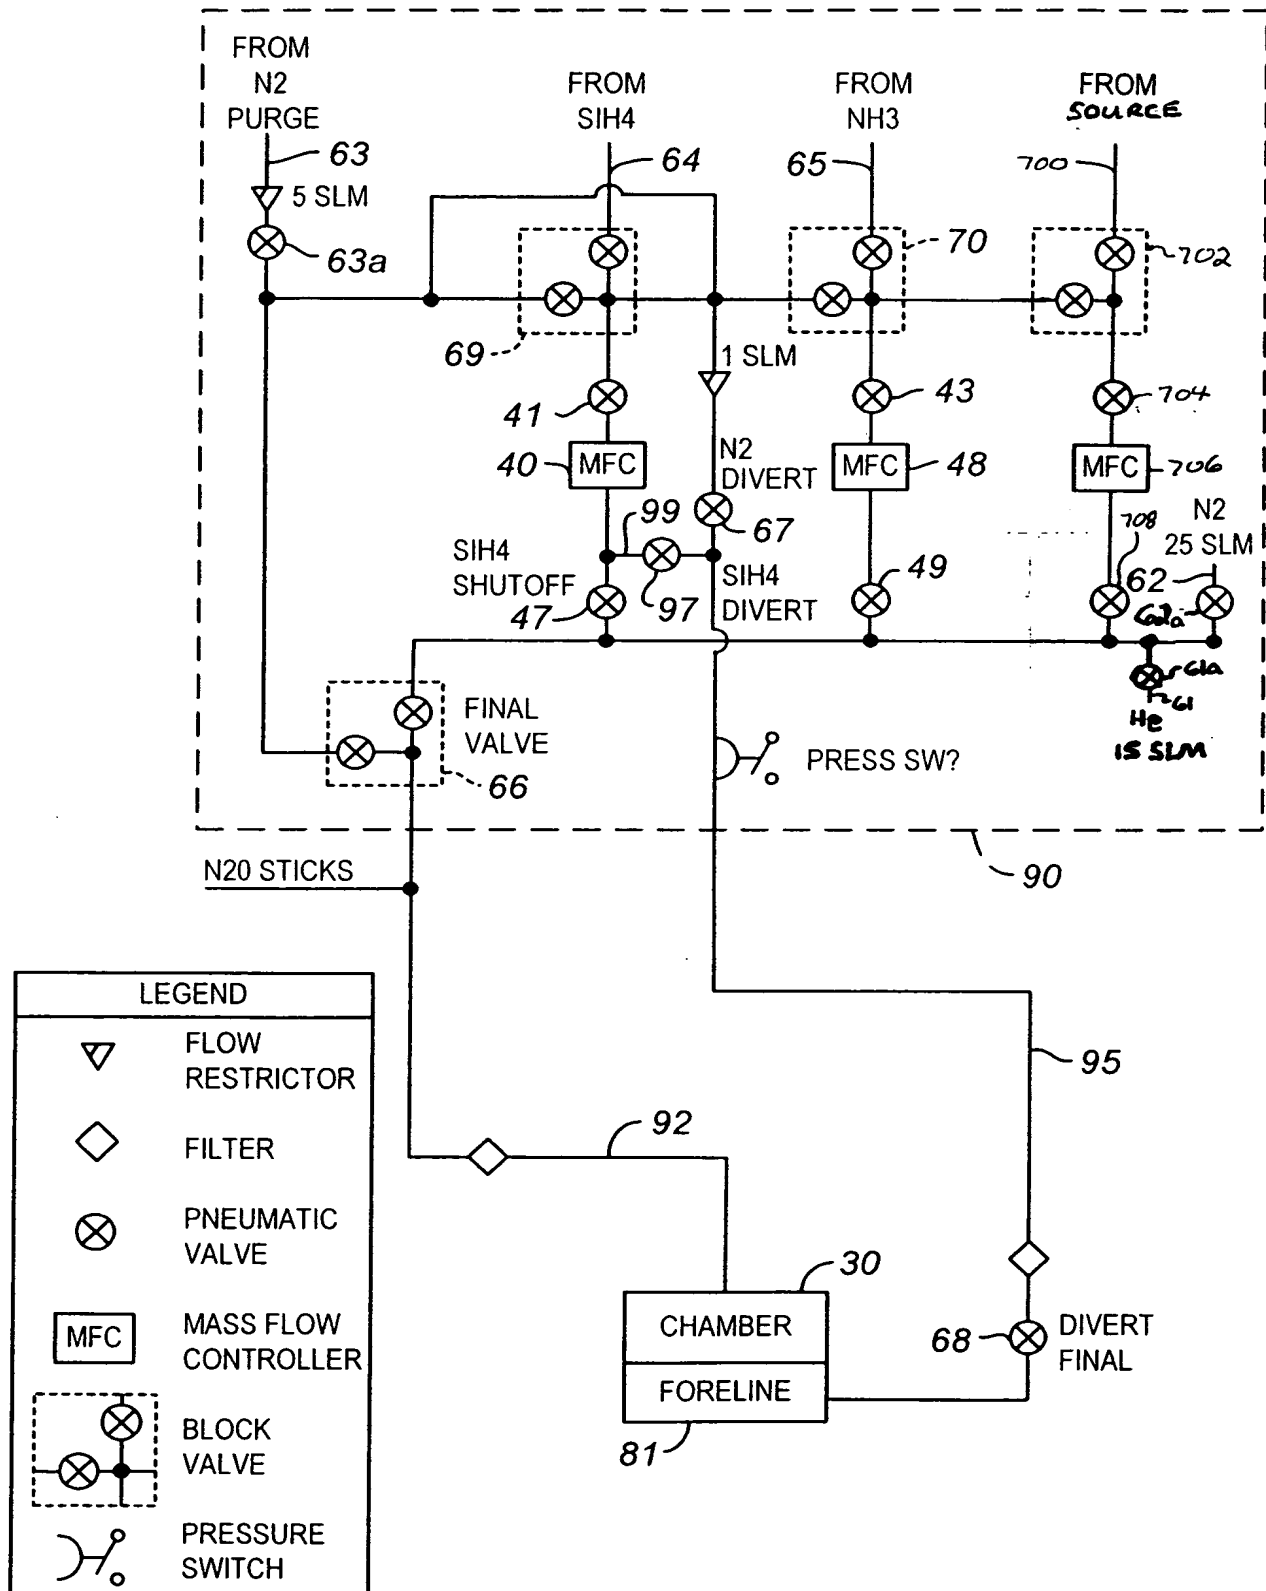 FROM
N2
PURGE
FROM
SIH4
FROM
NH3
FROM
SOURCE
63
64
65
700
5 SLM
63a
70
702
69
1 SLM
41
43
704
40
MFC
N2
DIVERT
MFC
48
MFC
706
99
67
N2
25 SLM
708
SIH4
SHUTOFF
47
97
SIH4
DIVERT
49
62
62a
61a
61
He
15 SLM
FINAL
VALVE
66
PRESS SW?
90
N20 STICKS
95
92
30
CHAMBER
FORELINE
81
68
DIVERT
FINAL
LEGEND
FLOW
RESTRICTOR
FILTER
PNEUMATIC
VALVE
MFC
MASS FLOW
CONTROLLER
BLOCK
VALVE
PRESSURE
SWITCH